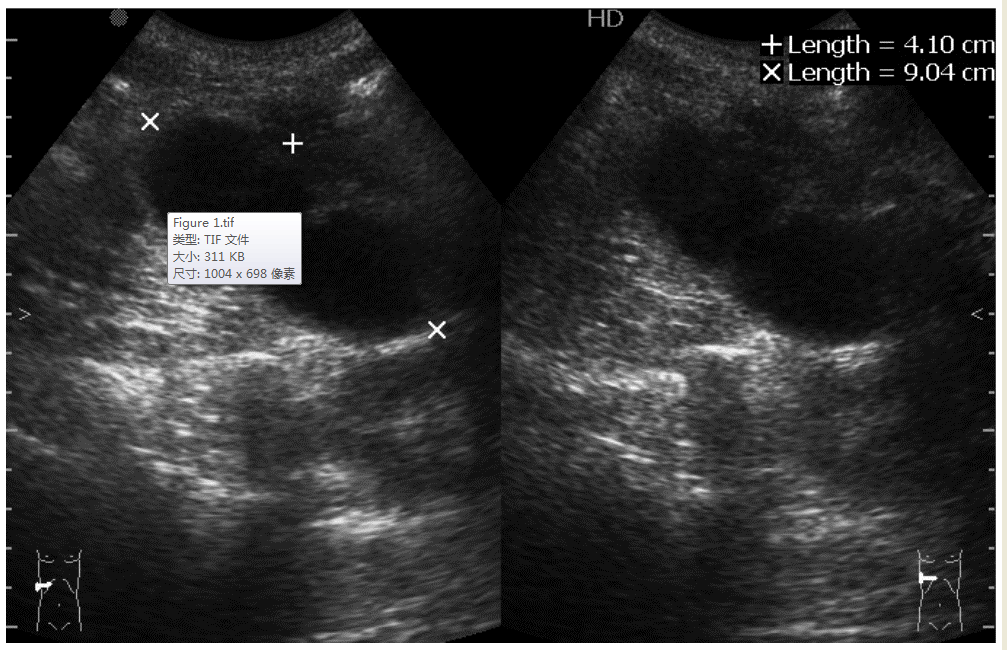 HD
+ Length = 4.10 cm
× Length = 9.04 cm
Figure 1.tif
类型: TIF 文件
大小: 311 KB
尺寸: 1004 x 698 像素